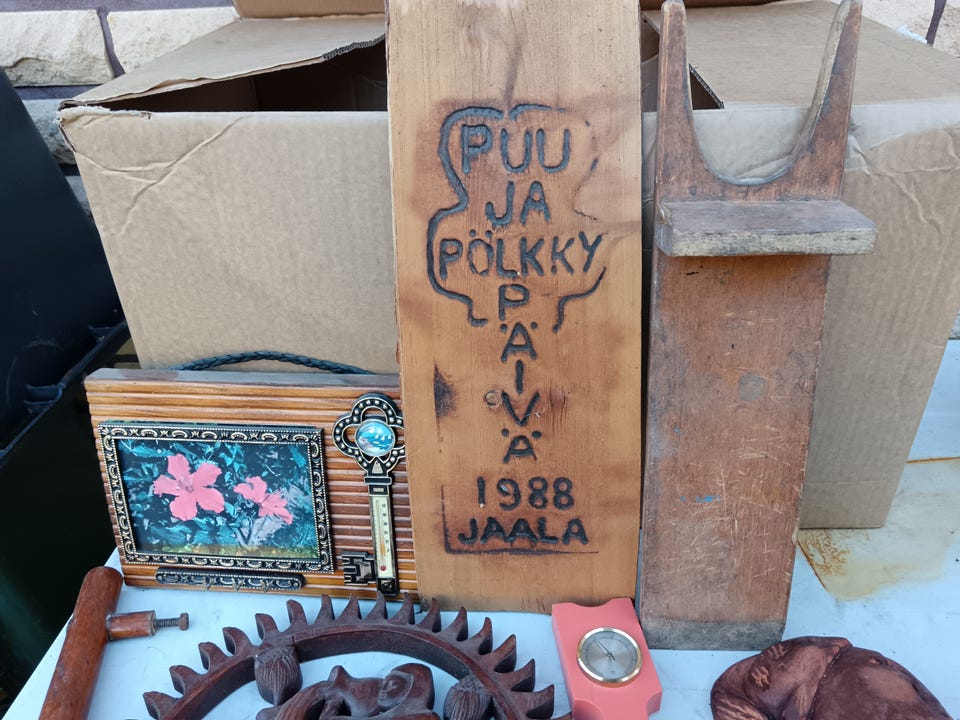 PUU
JA
PÖLKKY
PÄIVÄ
1988
JAALA